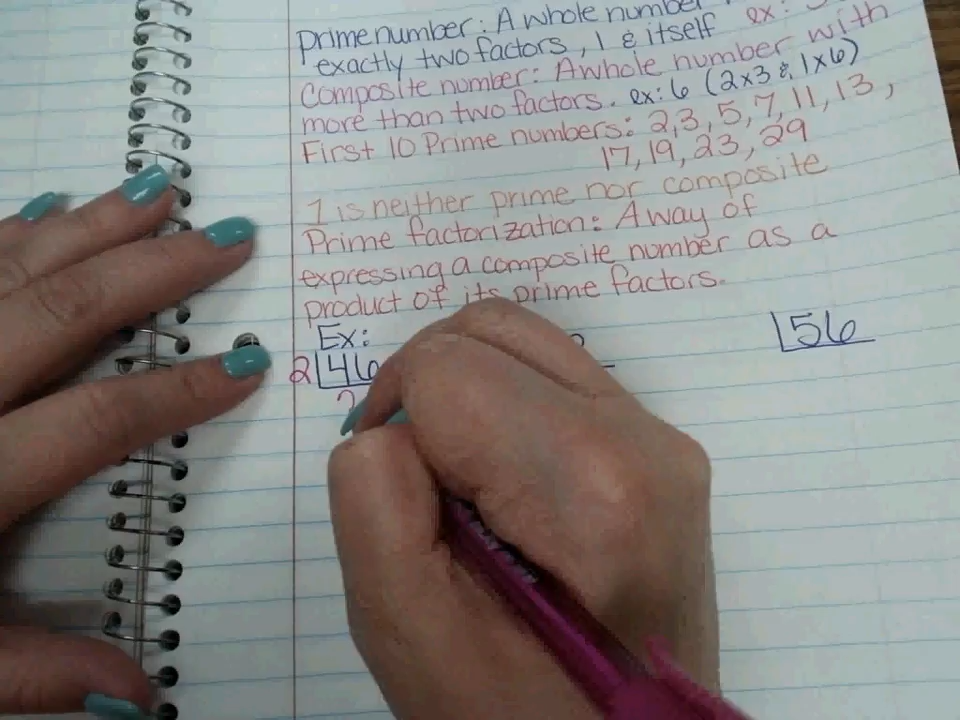 prime number: A whole number
exactly two factors, 1 & itself ex:
Composite number: A whole number with
more than two factors. ex: 6 (2x3 & 1x6)
First 10 Prime numbers: 2,3,5,7,11,13,
17,19,23,29
1 is neither prime nor composite
Prime factorization: A way of
expressing a composite number as a
product of its prime factors.
Ex:
2 46 56
2